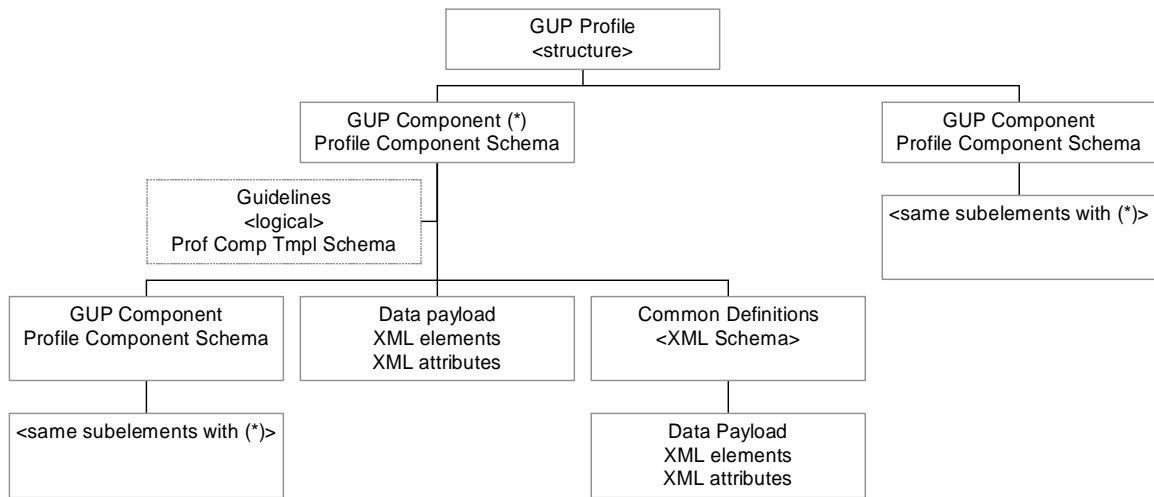 GUP Profile
<structure>
GUP Component (*)
Profile Component Schema
GUP Component
Profile Component Schema
Guidelines
<logical>
Prof Comp Tmpl Schema
<same subelements with (*)>
GUP Component
Profile Component Schema
Data payload
XML elements
XML attributes
Common Definitions
<XML Schema>
<same subelements with (*)>
Data Payload
XML elements
XML attributes